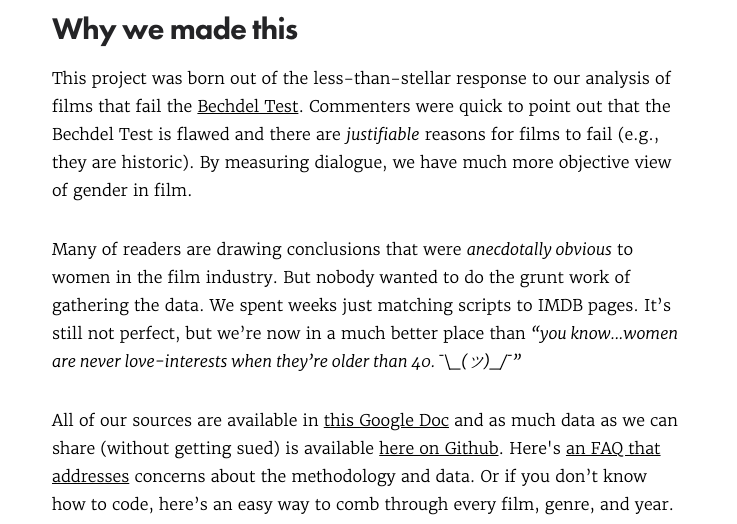 Why we made this
This project was born out of the less-than-stellar response to our analysis of
films that fail the Bechdel Test. Commenters were quick to point out that the
Bechdel Test is flawed and there are justifiable reasons for films to fail (e.g.,
they are historic). By measuring dialogue, we have much more objective view
of gender in film.
Many of readers are drawing conclusions that were anecdotally obvious to
women in the film industry. But nobody wanted to do the grunt work of
gathering the data. We spent weeks just matching scripts to IMDB pages. It’s
still not perfect, but we’re now in a much better place than “you know...women
are never love-interests when they’re older than 40. ¯\_(ツ)_/¯”
All of our sources are available in this Google Doc and as much data as we can
share (without getting sued) is available here on Github. Here's an FAQ that
addresses concerns about the methodology and data. Or if you don’t know
how to code, here’s an easy way to comb through every film, genre, and year.